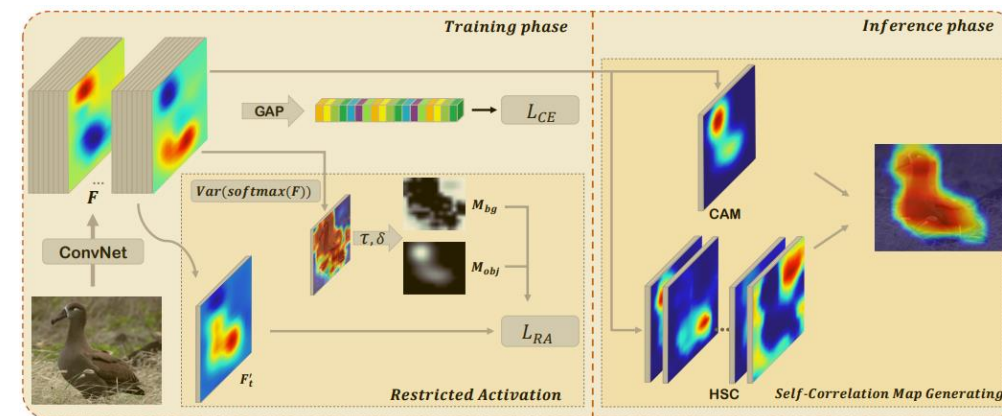 Training phase
Inference phase
GAP
L_CE
Var(softmax(F))
...
F
M_bg
CAM
ConvNet
τ, δ
M_obj
L_RA
...
F'_t
Restricted Activation
HSC
Self-Correlation Map Generating